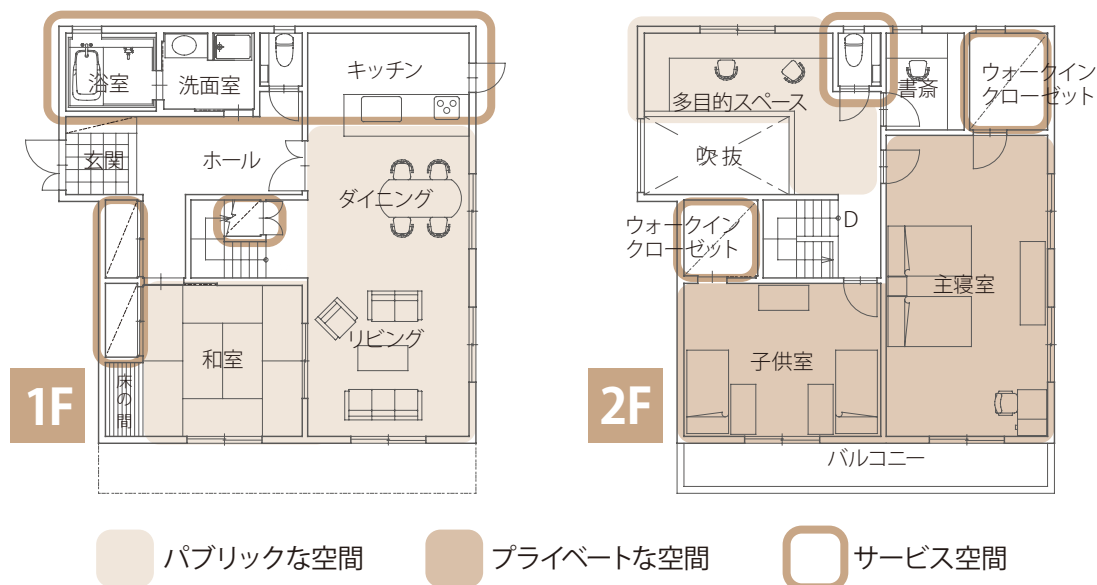 浴室
洗面室
キッチン
玄関
ホール
ダイニング
リビング
和室
床の間
1F
多目的スペース
書斎
ウォークイン
クローゼット
吹抜
ウォークイン
クローゼット
D
主寝室
子供室
2F
バルコニー
パブリックな空間
プライベートな空間
サービス空間